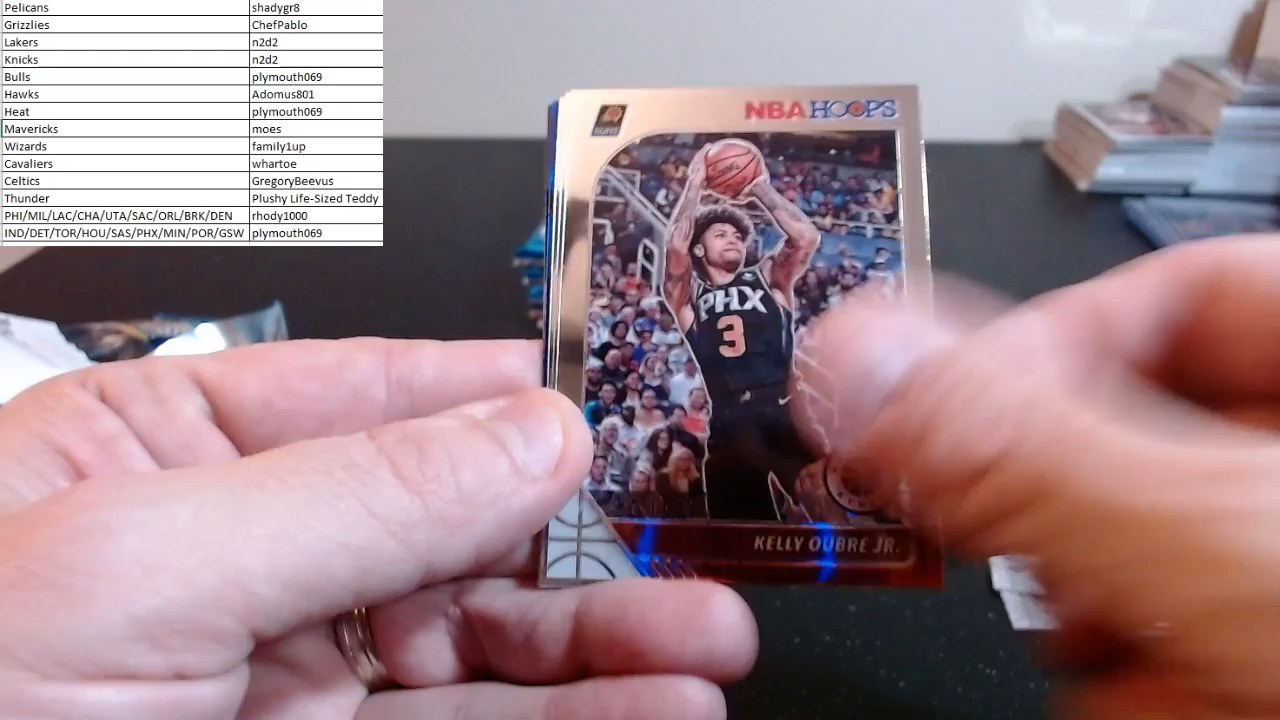 Pelicans shadygr8
Grizzlies ChefPablo
Lakers n2d2
Knicks n2d2
Bulls plymouth069
Hawks Adomus801
Heat plymouth069
Mavericks moes
Wizards family1up
Cavaliers whartoe
Celtics GregoryBeevus
Thunder Plushy Life-Sized Teddy
PHI/MIL/LAC/CHA/UTA/SAC/ORL/BRK/DEN rhody1000
IND/DET/TOR/HOU/SAS/PHX/MIN/POR/GSW plymouth069
NBA HOOPS
SUNS
PHX
3
KELLY OUBRE JR.